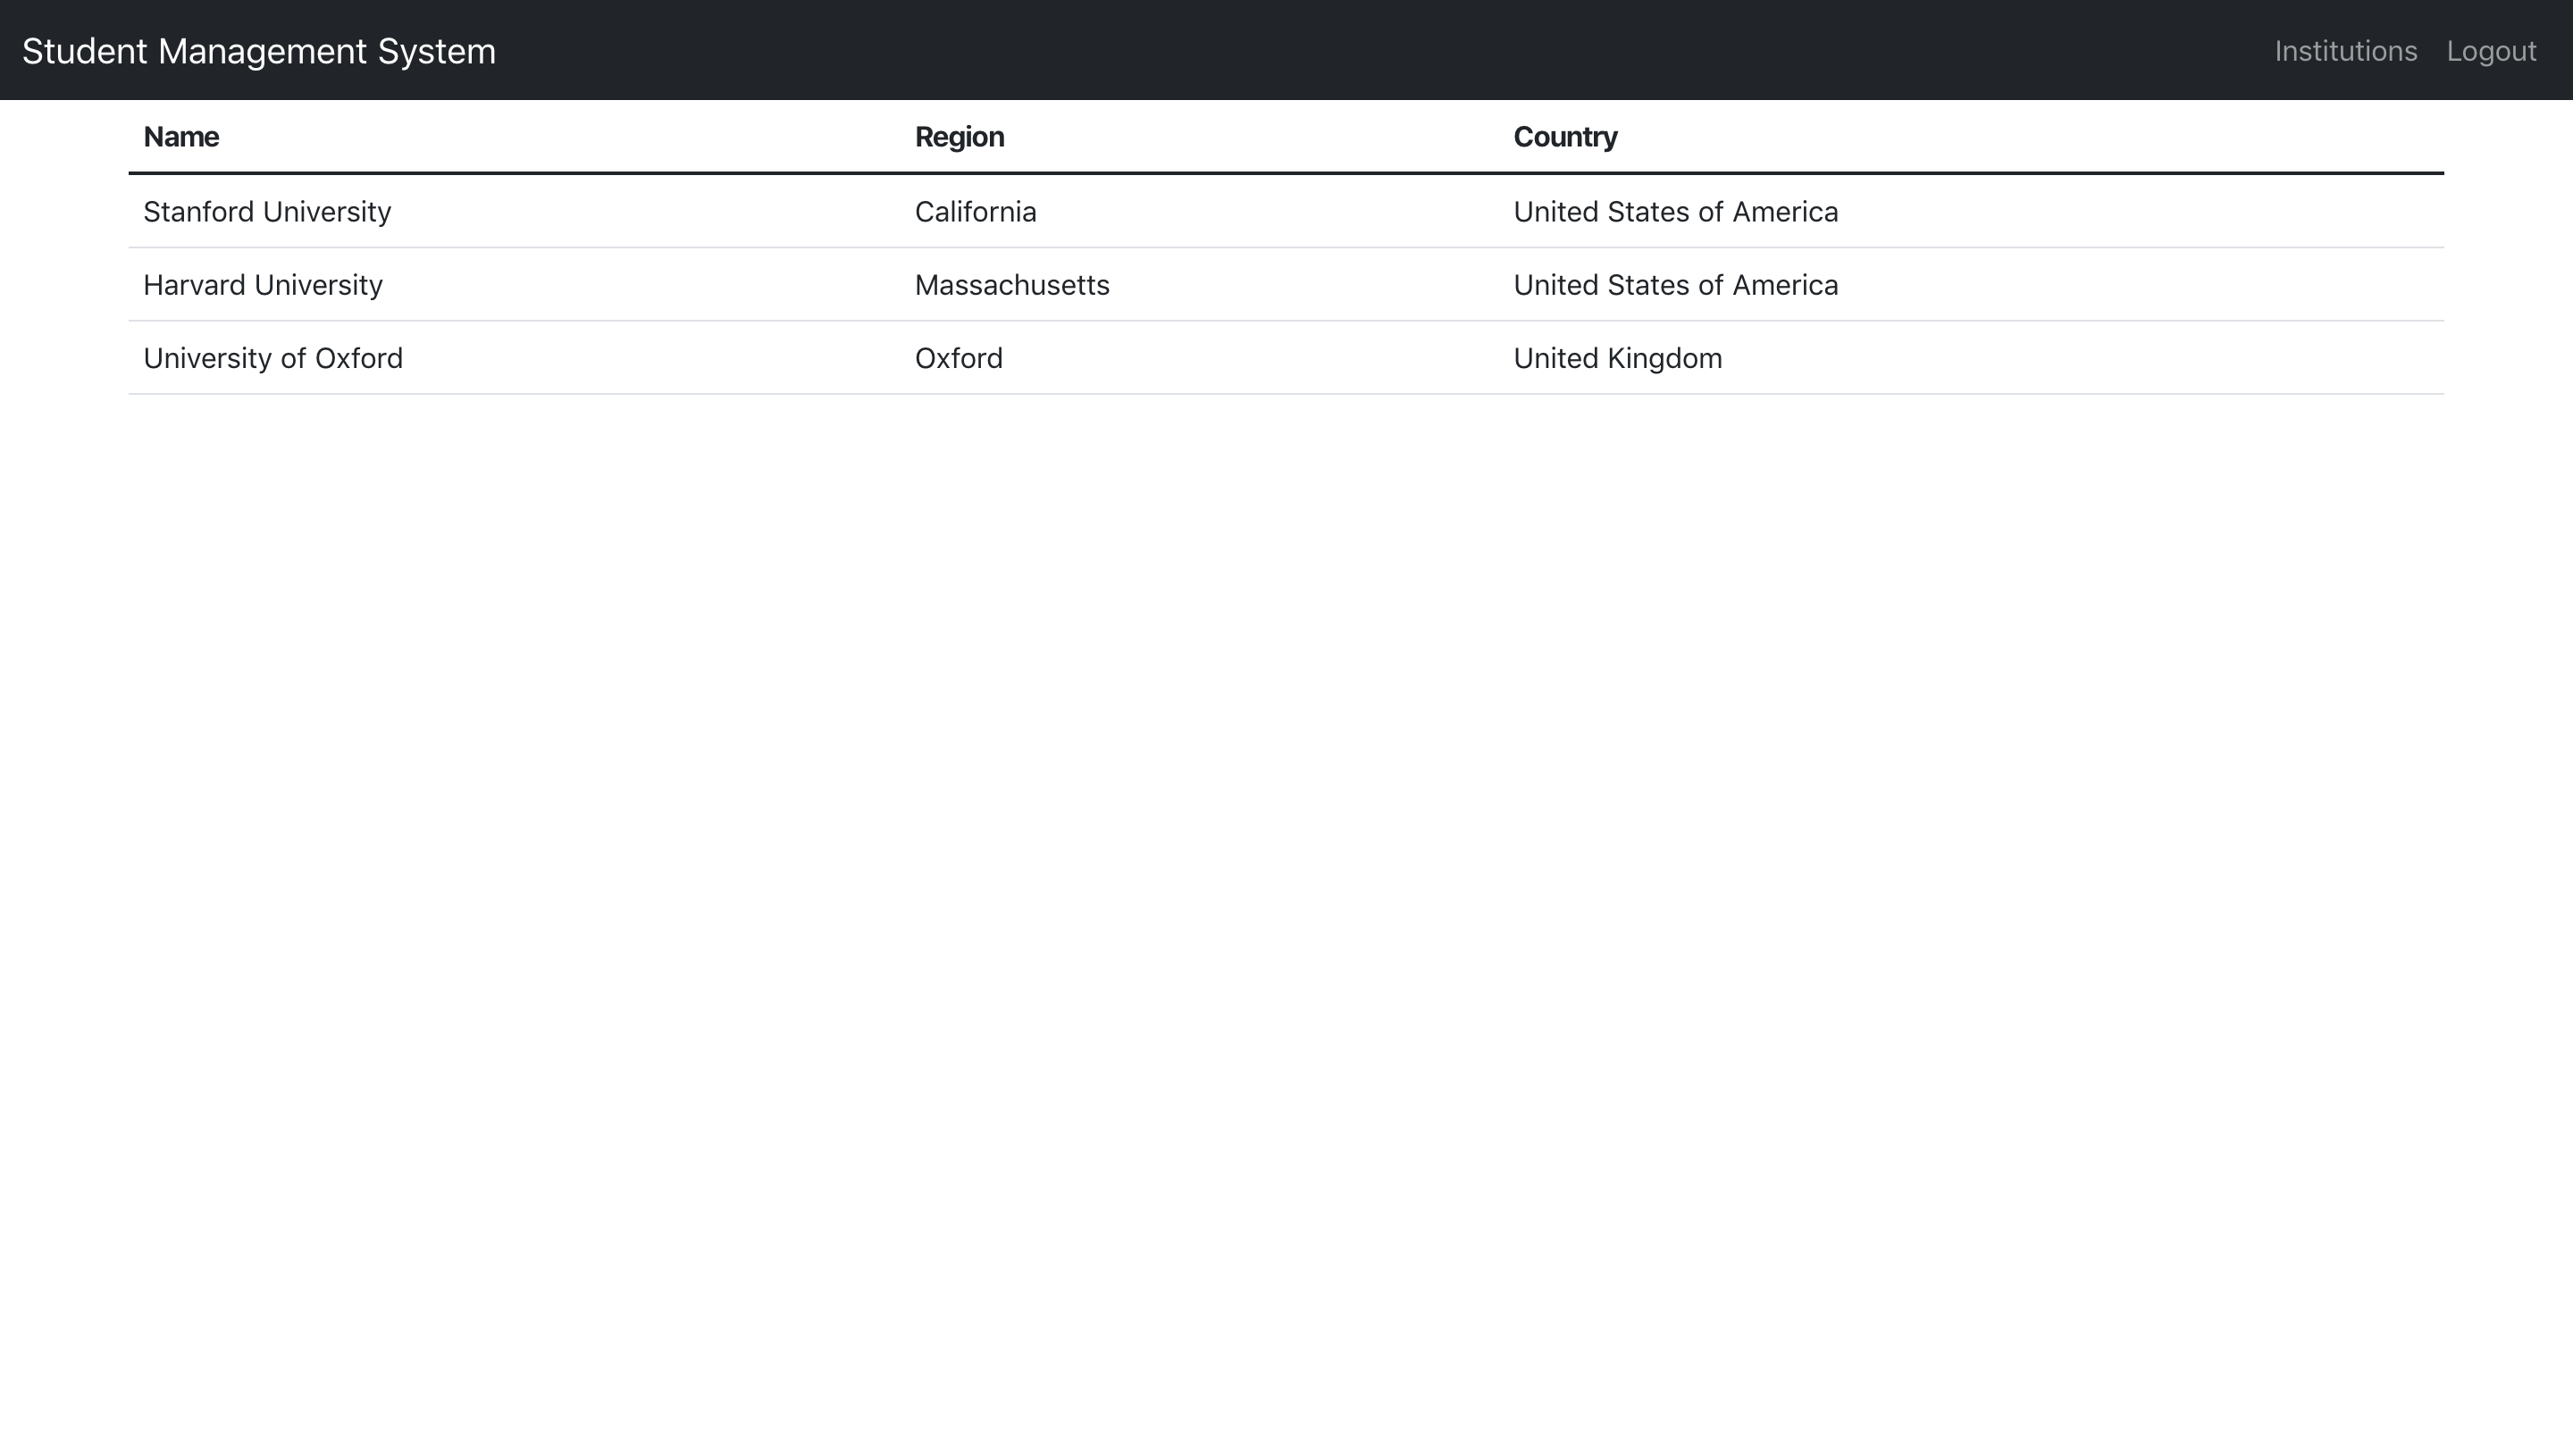 Student Management System Institutions Logout
Name Region Country
Stanford University California United States of America
Harvard University Massachusetts United States of America
University of Oxford Oxford United Kingdom